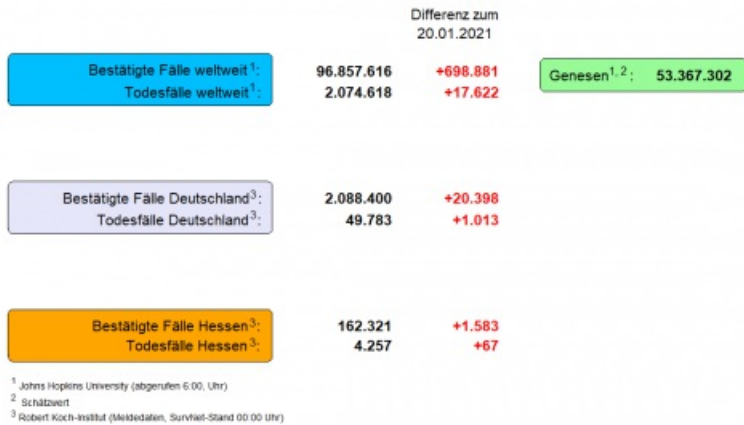 Differenz zum
20.01.2021
Bestätigte Fälle weltweit¹: 96.857.616 +698.881 Genesen¹,²: 53.367.302
Todesfälle weltweit¹: 2.074.618 +17.622
Bestätigte Fälle Deutschland³: 2.088.400 +20.398
Todesfälle Deutschland³: 49.783 +1.013
Bestätigte Fälle Hessen³: 162.321 +1.583
Todesfälle Hessen³: 4.257 +67
¹ Johns Hopkins University (abgerufen 6:00, Uhr)
² Schätzwert
³ Robert Koch-Institut (Meldedaten, SurvNet-Stand 00:00 Uhr)